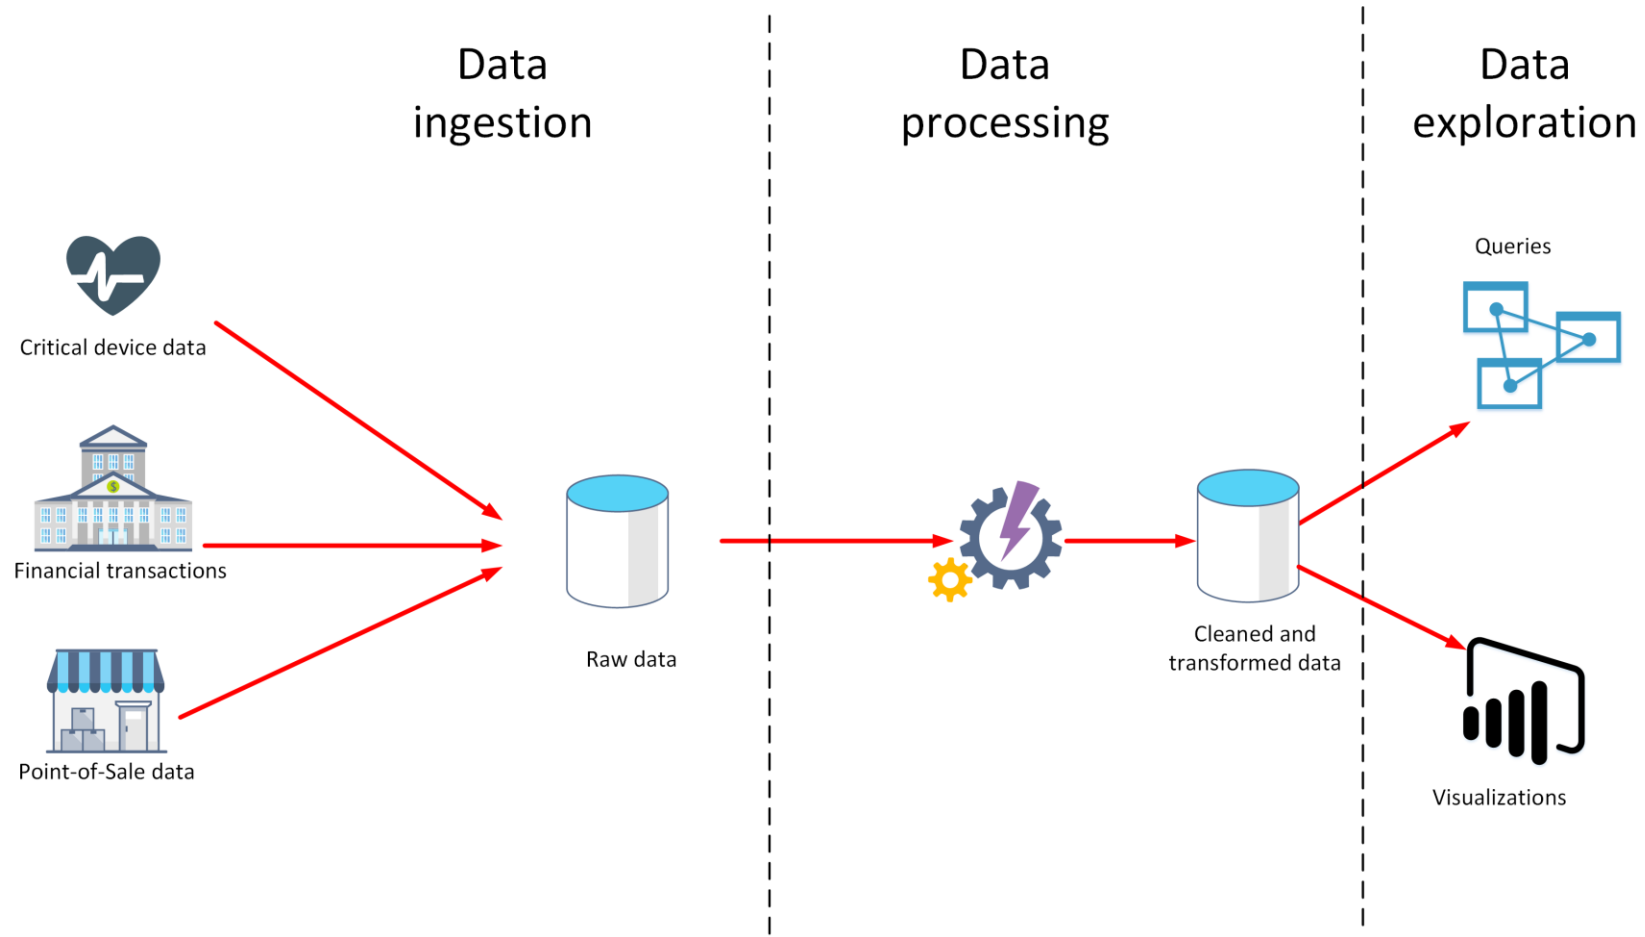 Data
ingestion
Data
processing
Data
exploration
Critical device data
Financial transactions
Point-of-Sale data
Raw data
Cleaned and
transformed data
Queries
Visualizations